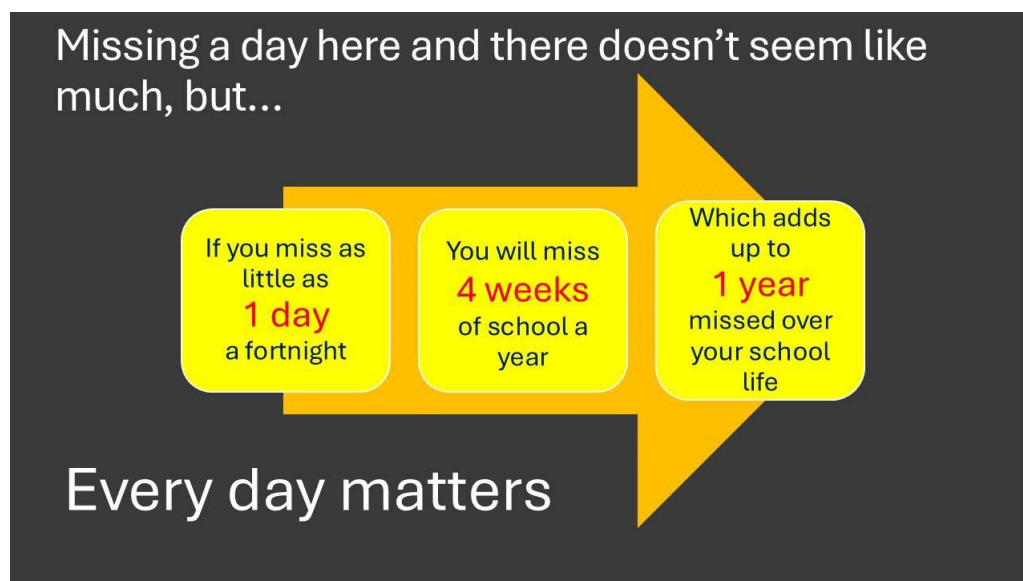 Missing a day here and there doesn’t seem like
much, but...
If you miss as
little as
1 day
a fortnight
You will miss
4 weeks
of school a
year
Which adds
up to
1 year
missed over
your school
life
Every day matters